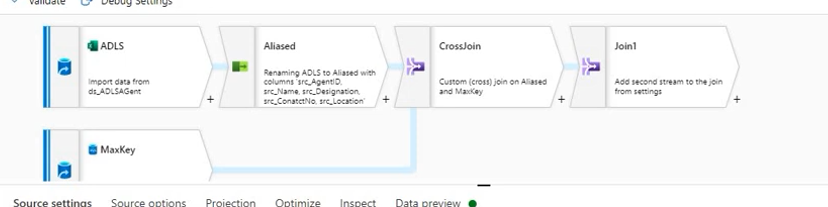 Validate Debug Settings
ADLS
Import data from
ds_ADLSAGent
+
Aliased
Renaming ADLS to Aliased with
columns 'src_AgentID,
src_Name, src_Designation,
src_ConatctNo, src_Location'
+
CrossJoin
Custom (cross) join on Aliased
and MaxKey
+
Join1
Add second stream to the join
from settings
+
MaxKey
Source settings Source options Projection Optimize Inspect Data preview